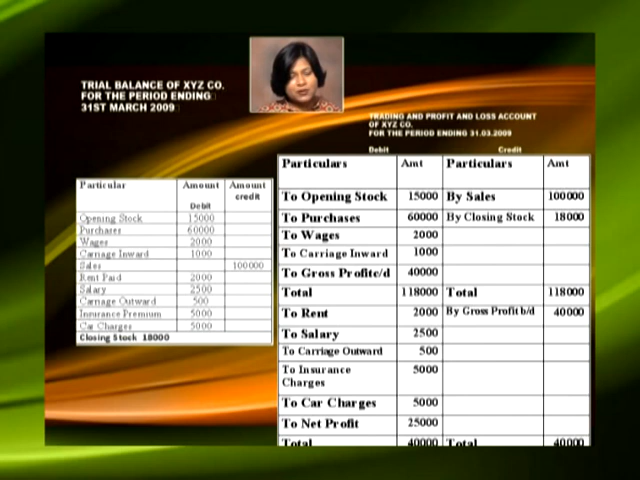 TRIAL BALANCE OF XYZ CO.
FOR THE PERIOD ENDING
31ST MARCH 2009
TRADING AND PROFIT AND LOSS ACCOUNT
OF XYZ CO.
FOR THE PERIOD ENDING 31.03.2009
Debit Credit
Particular Amount Debit Amount credit
Opening Stock 15000
Purchases 60000
Wages 2000
Carriage Inward 1000
Sales 100000
Rent Paid 2000
Salary 2500
Carriage Outward 500
Insurance Premium 5000
Car Charges 5000
Closing Stock 18000
Particulars Amt Particulars Amt
To Opening Stock 15000 By Sales 100000
To Purchases 60000 By Closing Stock 18000
To Wages 2000
To Carriage Inward 1000
To Gross Profite/d 40000
Total 118000 Total 118000
To Rent 2000 By Gross Profit b/d 40000
To Salary 2500
To Carriage Outward 500
To Insurance 5000
Charges
To Car Charges 5000
To Net Profit 25000
Total 40000 Total 40000